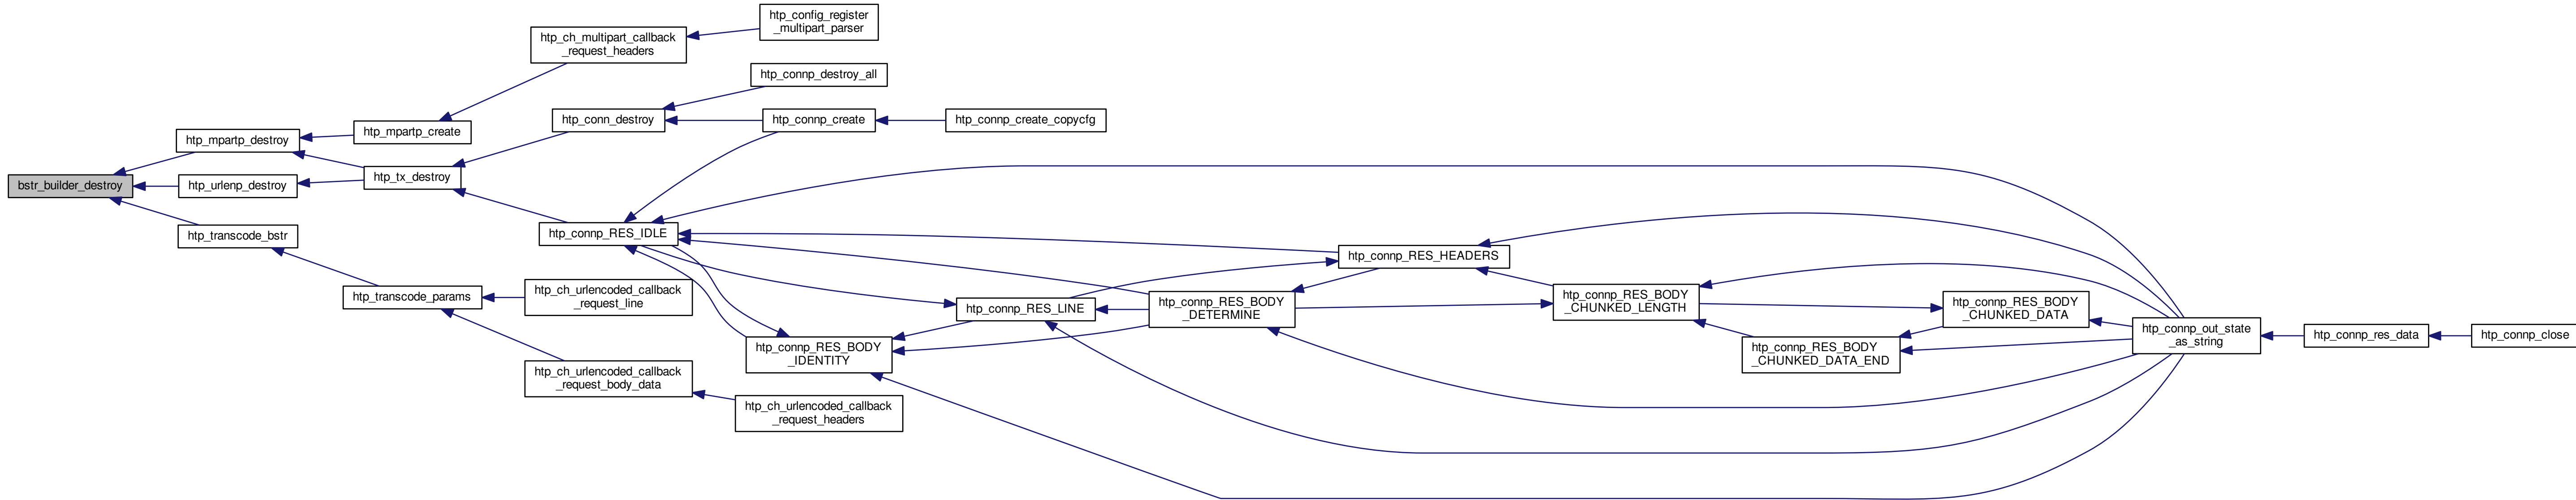 htp_config_register
_multipart_parser
htp_ch_multipart_callback
_request_headers
htp_connp_destroy_all
htp_conn_destroy
htp_connp_create
htp_connp_create_copycfg
htp_mpartp_create
htp_mpartp_destroy
htp_tx_destroy
bstr_builder_destroy
htp_urlenp_destroy
htp_transcode_bstr
htp_connp_RES_IDLE
htp_connp_RES_HEADERS
htp_transcode_params
htp_ch_urlencoded_callback
_request_line
htp_connp_RES_LINE
htp_connp_RES_BODY
_DETERMINE
htp_connp_RES_BODY
_CHUNKED_LENGTH
htp_connp_RES_BODY
_CHUNKED_DATA
htp_connp_out_state
_as_string
htp_connp_res_data
htp_connp_close
htp_connp_RES_BODY
_IDENTITY
htp_connp_RES_BODY
_CHUNKED_DATA_END
htp_ch_urlencoded_callback
_request_body_data
htp_ch_urlencoded_callback
_request_headers